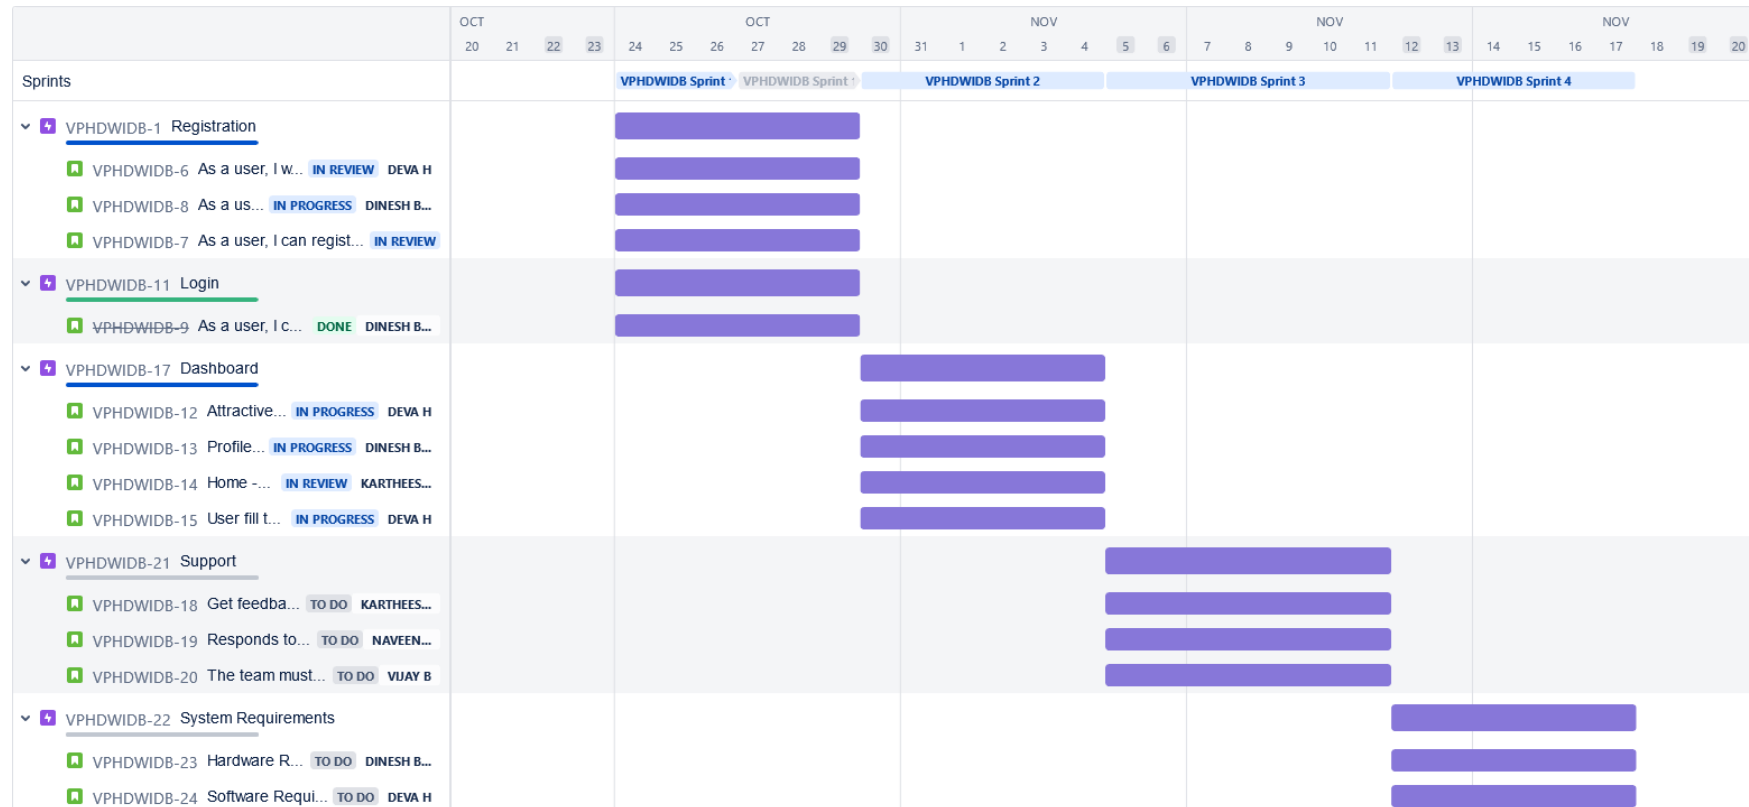 OCT OCT NOV NOV NOV
20 21 22 23 24 25 26 27 28 29 30 31 1 2 3 4 5 6 7 8 9 10 11 12 13 14 15 16 17 18 19 20
Sprints VPHDWIDB Sprint VPHDWIDB Sprint VPHDWIDB Sprint 2 VPHDWIDB Sprint 3 VPHDWIDB Sprint 4
VPHDWIDB-1 Registration
VPHDWIDB-6 As a user, I w... IN REVIEW DEVA H
VPHDWIDB-8 As a us... IN PROGRESS DINESH B...
VPHDWIDB-7 As a user, I can regist... IN REVIEW
VPHDWIDB-11 Login
VPHDWIDB-9 As a user, I c... DONE DINESH B...
VPHDWIDB-17 Dashboard
VPHDWIDB-12 Attractive... IN PROGRESS DEVA H
VPHDWIDB-13 Profile... IN PROGRESS DINESH B...
VPHDWIDB-14 Home -... IN REVIEW KARTHEES...
VPHDWIDB-15 User fill t... IN PROGRESS DEVA H
VPHDWIDB-21 Support
VPHDWIDB-18 Get feedba... TO DO KARTHEES...
VPHDWIDB-19 Responds to... TO DO NAVEEN...
VPHDWIDB-20 The team must... TO DO VIJAY B
VPHDWIDB-22 System Requirements
VPHDWIDB-23 Hardware R... TO DO DINESH B...
VPHDWIDB-24 Software Requi... TO DO DEVA H